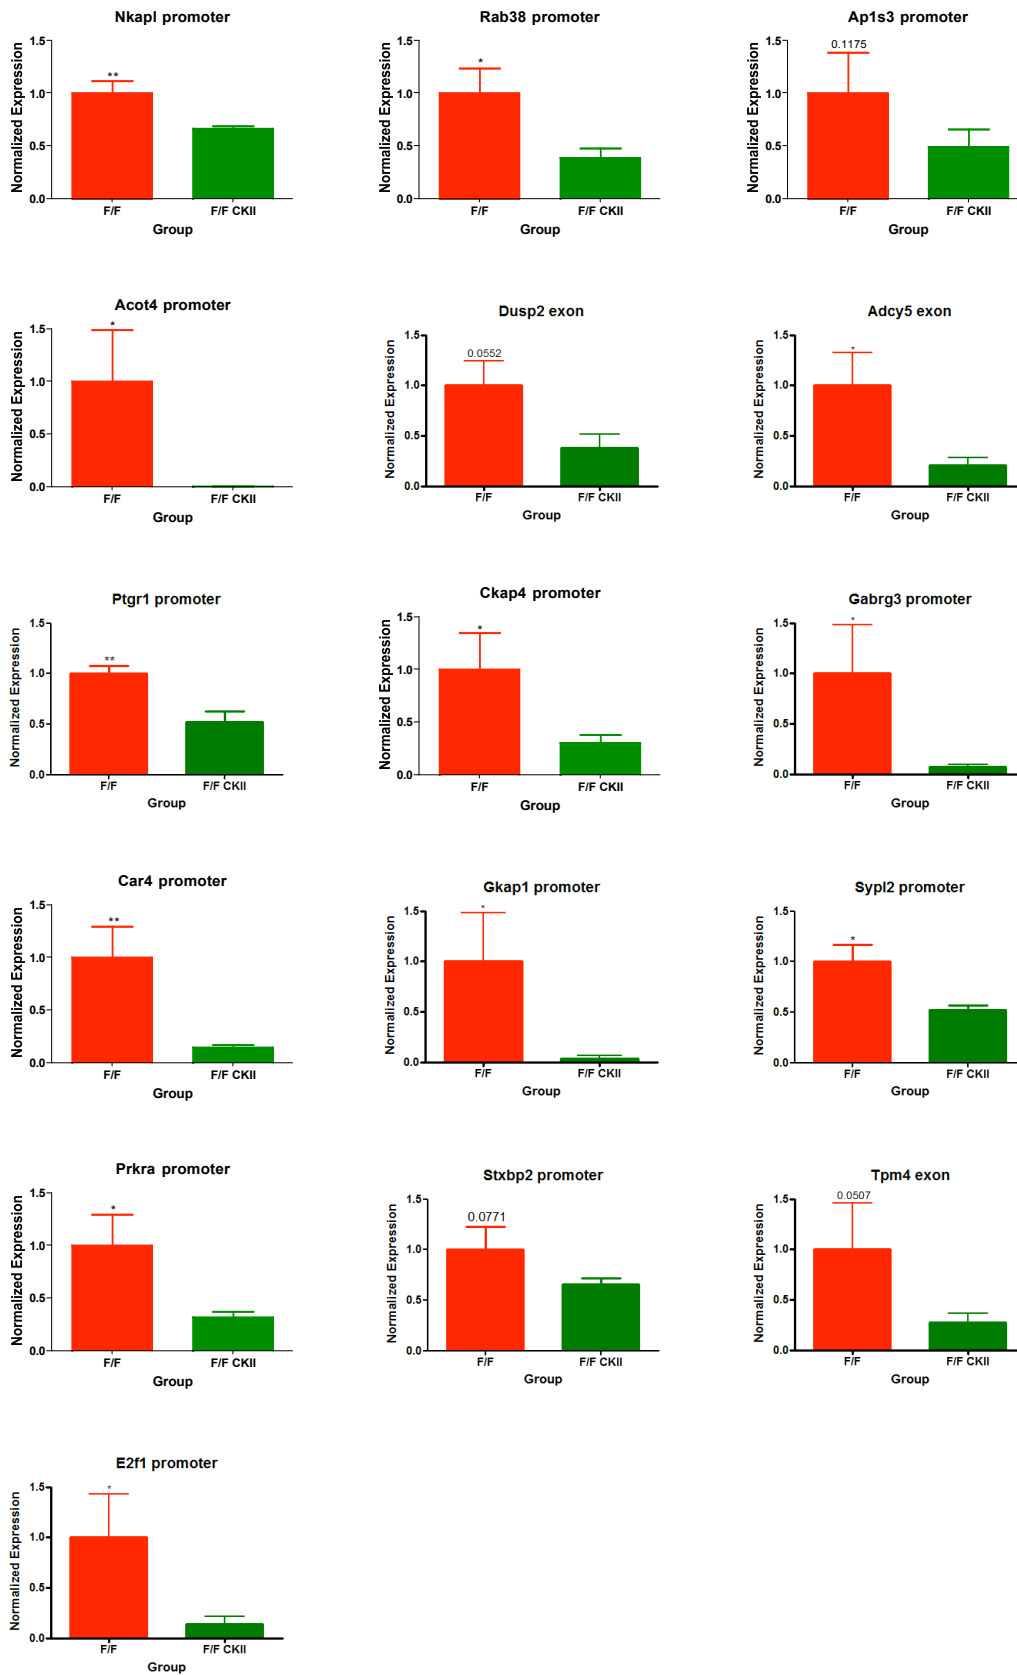 Nkapl promoter
Normalized Expression
1.5
1.0
0.5
0.0
**
F/F
F/F CKII
Group
Rab38 promoter
Normalized Expression
1.5
1.0
0.5
0.0
*
F/F
F/F CKII
Group
Ap1s3 promoter
Normalized Expression
1.5
1.0
0.5
0.0
0.1175
F/F
F/F CKII
Group
Acot4 promoter
Normalized Expression
1.5
1.0
0.5
0.0
*
F/F
F/F CKII
Group
Dusp2 exon
Normalized Expression
1.5
1.0
0.5
0.0
0.0552
F/F
F/F CKII
Group
Adcy5 exon
Normalized Expression
1.5
1.0
0.5
0.0
*
F/F
F/F CKII
Group
Ptgr1 promoter
Normalized Expression
1.5
1.0
0.5
0.0
**
F/F
F/F CKII
Group
Ckap4 promoter
Normalized Expression
1.5
1.0
0.5
0.0
*
F/F
F/F CKII
Group
Gabrg3 promoter
Normalized Expression
1.5
1.0
0.5
0.0
*
F/F
F/F CKII
Group
Car4 promoter
Normalized Expression
1.5
1.0
0.5
0.0
**
F/F
F/F CKII
Group
Gkap1 promoter
Normalized Expression
1.5
1.0
0.5
0.0
*
F/F
F/F CKII
Group
Sypl2 promoter
Normalized Expression
1.5
1.0
0.5
0.0
*
F/F
F/F CKII
Group
Prkra promoter
Normalized Expression
1.5
1.0
0.5
0.0
*
F/F
F/F CKII
Group
Stxbp2 promoter
Normalized Expression
1.5
1.0
0.5
0.0
0.0771
F/F
F/F CKII
Group
Tpm4 exon
Normalized Expression
1.5
1.0
0.5
0.0
0.0507
F/F
F/F CKII
Group
E2f1 promoter
Normalized Expression
1.5
1.0
0.5
0.0
*
F/F
F/F CKII
Group